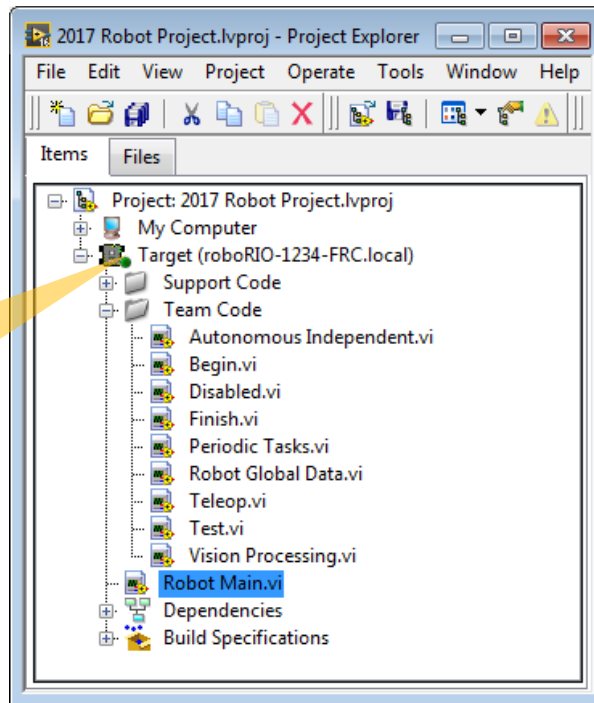 2017 Robot Project.lvproj - Project Explorer
File Edit View Project Operate Tools Window Help
Items Files
Project: 2017 Robot Project.lvproj
My Computer
Target (roboRIO-1234-FRC.local)
Support Code
Team Code
Autonomous Independent.vi
Begin.vi
Disabled.vi
Finish.vi
Periodic Tasks.vi
Robot Global Data.vi
Teleop.vi
Test.vi
Vision Processing.vi
Robot Main.vi
Dependencies
Build Specifications